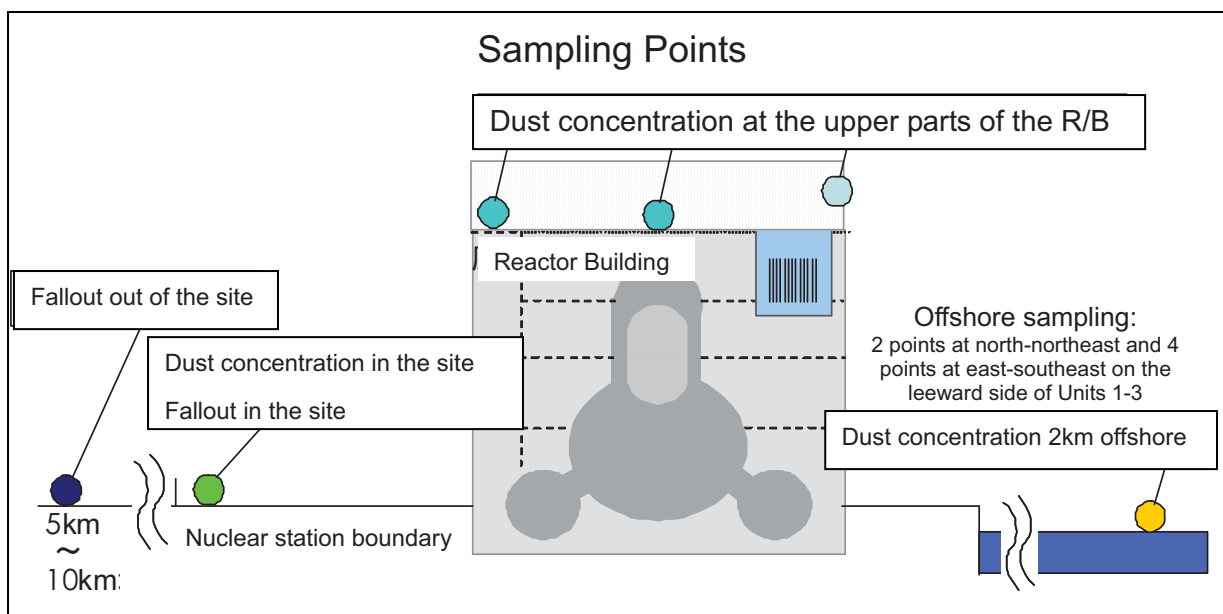 Sampling Points
Dust concentration at the upper parts of the R/B
Reactor Building
Fallout out of the site
Dust concentration in the site
Fallout in the site
Offshore sampling:
2 points at north-northeast and 4
points at east-southeast on the
leeward side of Units 1-3
Dust concentration 2km offshore
5km
~
10km
Nuclear station boundary